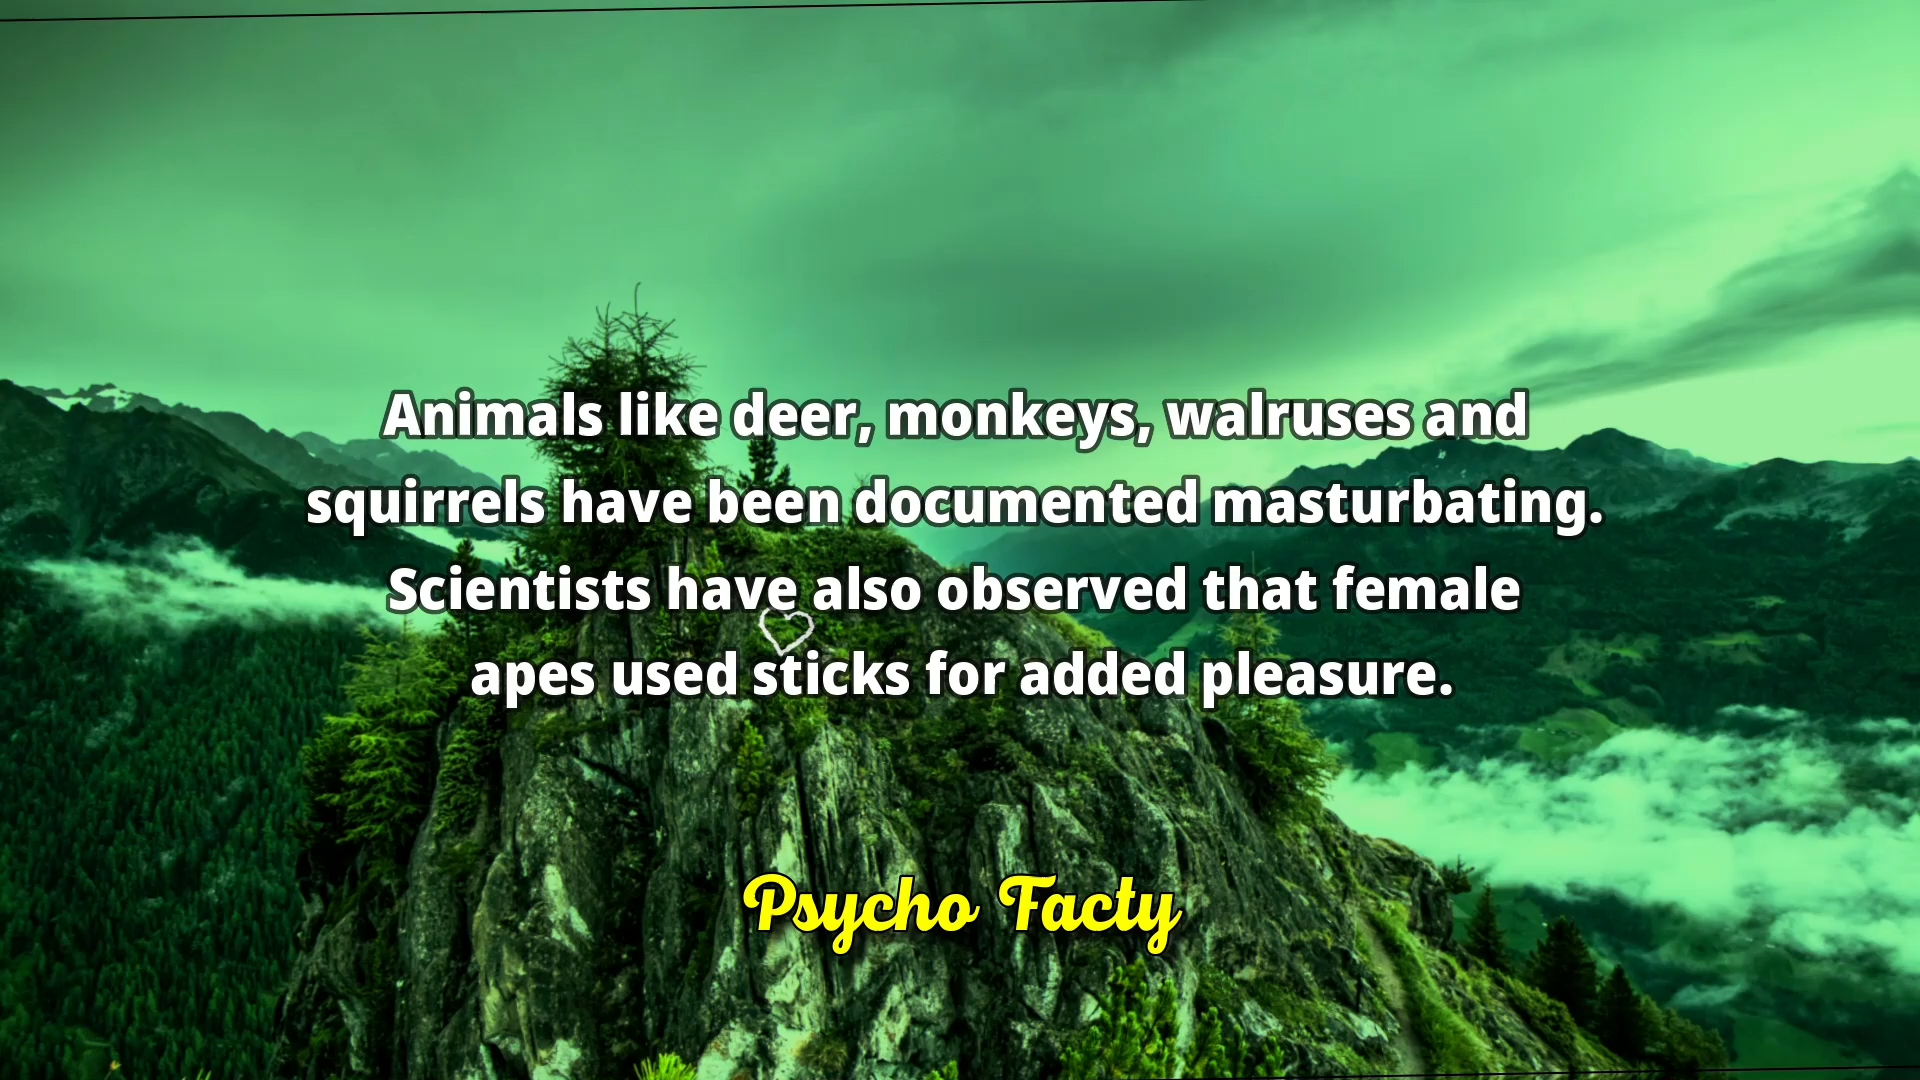 Animals like deer, monkeys, walruses and
squirrels have been documented masturbating.
Scientists have also observed that female
apes used sticks for added pleasure.
Psycho Facty